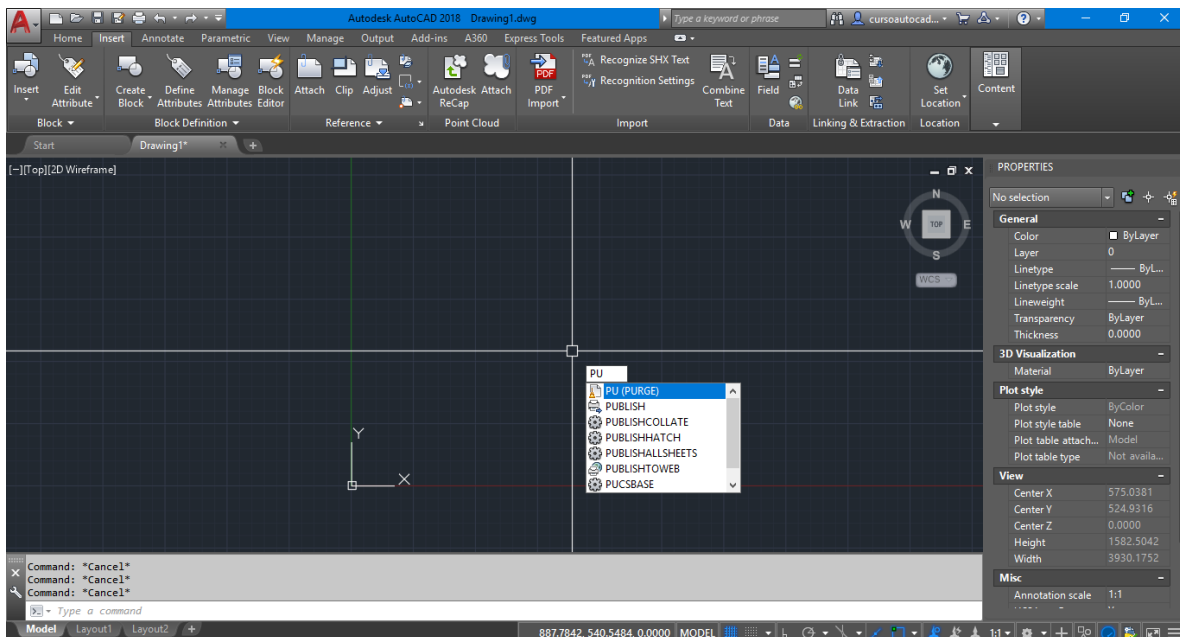 Autodesk AutoCAD 2018 Drawing1.dwg
Type a keyword or phrase
cursoautocad...
Home Insert Annotate Parametric View Manage Output Add-ins A360 Express Tools Featured Apps
Insert
Edit Attribute
Create Block
Define Attributes
Manage Attributes
Block Editor
Attach
Clip
Adjust
Autodesk ReCap
Attach
PDF
PDF Import
PDF Recognize SHX Text
PDF Recognition Settings
Combine Text
Field
Data Link
Set Location
Content
Block
Block Definition
Reference
Point Cloud
Import
Data
Linking & Extraction
Location
Start
Drawing1*
[−][Top][2D Wireframe]
N
W TOP E
S
WCS
PU
PU (PURGE)
PUBLISH
PUBLISHCOLLATE
PUBLISHHATCH
PUBLISHALLSHEETS
PUBLISHTOWEB
PUCSBASE
Y
X
PROPERTIES
No selection
General
Color ByLayer
Layer 0
Linetype ByL...
Linetype scale 1.0000
Lineweight ByL...
Transparency ByLayer
Thickness 0.0000
3D Visualization
Material ByLayer
Plot style
Plot style ByColor
Plot style table None
Plot table attach... Model
Plot table type Not availa...
View
Center X 575.0381
Center Y 524.9316
Center Z 0.0000
Height 1582.5042
Width 3930.1752
Misc
Annotation scale 1:1
Command: *Cancel*
Command: *Cancel*
Command: *Cancel*
Type a command
Model Layout1 Layout2 +
887.7842, 540.5484, 0.0000 MODEL 1:1